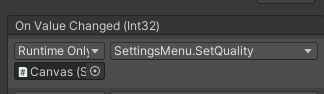 On Value Changed (Int32)
Runtime Only SettingsMenu.SetQuality
Canvas (S